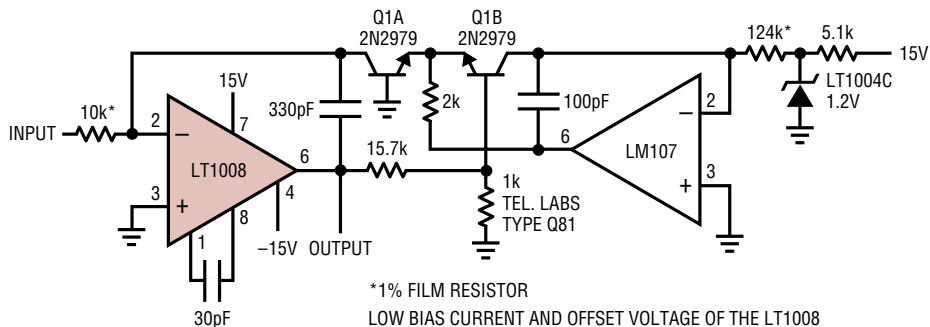 Q1A
2N2979
Q1B
2N2979
124k*
5.1k
15V
LT1004C
1.2V
15V
330pF
2k
100pF
2
–
6
LM107
+
3
10k*
INPUT
2
–
7
LT1008
6
15.7k
4
3
+
8
1
–15V
OUTPUT
1k
TEL. LABS
TYPE Q81
30pF
*1% FILM RESISTOR
LOW BIAS CURRENT AND OFFSET VOLTAGE OF THE LT1008